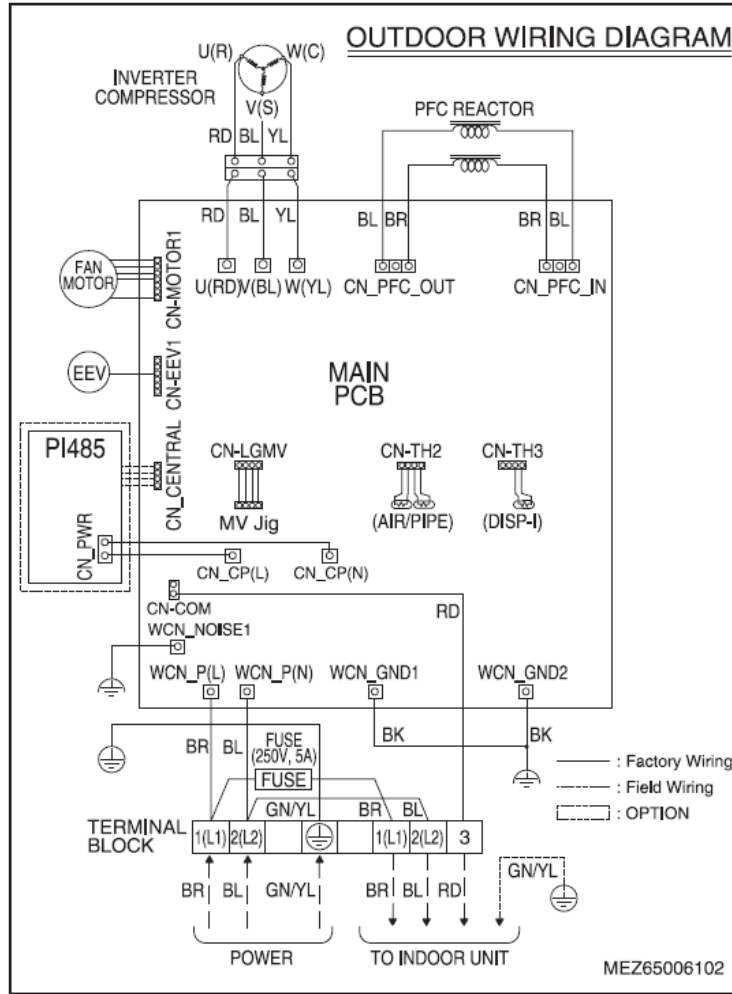 OUTDOOR WIRING DIAGRAM
U(R) W(C)
INVERTER
COMPRESSOR
V(S)
RD BL YL
PFC REACTOR
RD BL YL
BL BR
BR BL
FAN
MOTOR
CN-MOTOR1
U(RD) V(BL) W(YL)
CN_PFC_OUT
CN_PFC_IN
EEV
CN-EEV1
MAIN
PCB
PI485
CN_PWR
CN_CENTRAL
CN-LGMV
MV Jig
CN-TH2
(AIR/PIPE)
CN-TH3
(DISP-I)
CN_CP(L)
CN_CP(N)
CN-COM
RD
WCN_NOISE1
WCN_P(L) WCN_P(N) WCN_GND1 WCN_GND2
BR BL
FUSE
(250V, 5A)
FUSE
BK
BK
GN/YL
BR BL
: Factory Wiring
: Field Wiring
: OPTION
TERMINAL
BLOCK
1(L1) 2(L2) 1(L1) 2(L2) 3
BR BL GN/YL BR BL RD
GN/YL
POWER
TO INDOOR UNIT
MEZ65006102